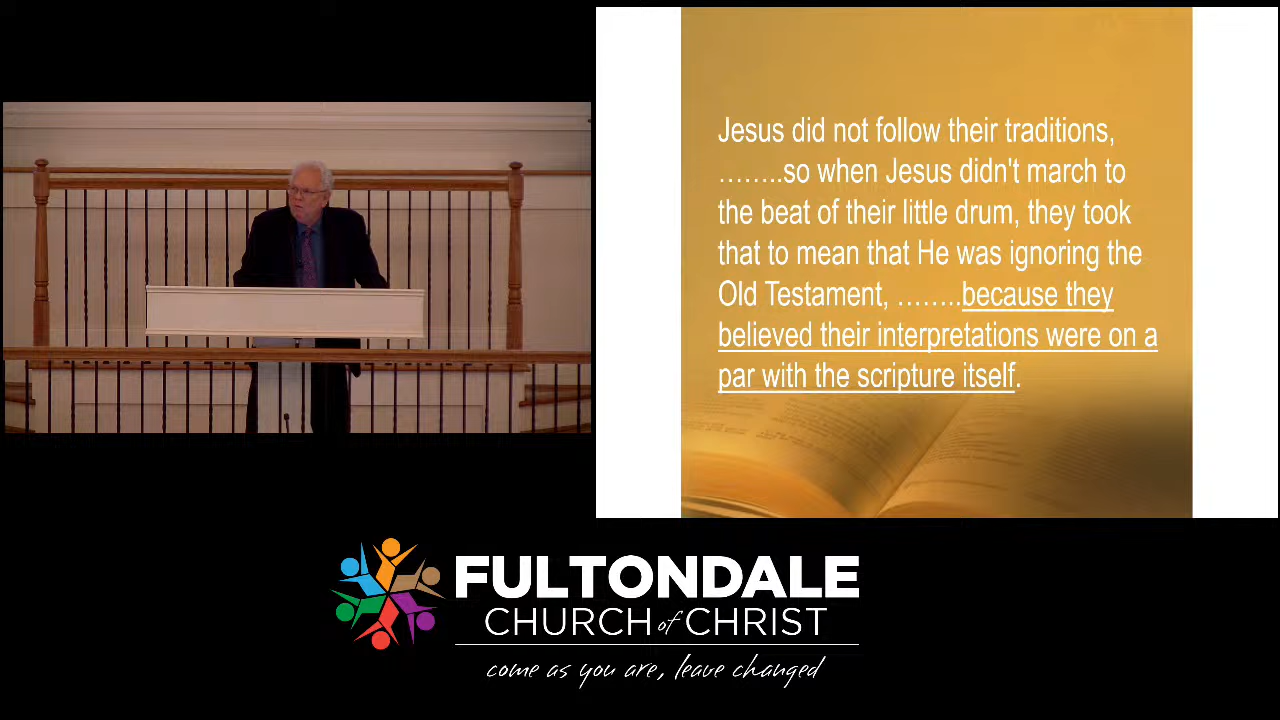 Jesus did not follow their traditions,
……..so when Jesus didn't march to
the beat of their little drum, they took
that to mean that He was ignoring the
Old Testament, ……..because they
believed their interpretations were on a
par with the scripture itself.
FULTONDALE
CHURCH of CHRIST
come as you are, leave changed